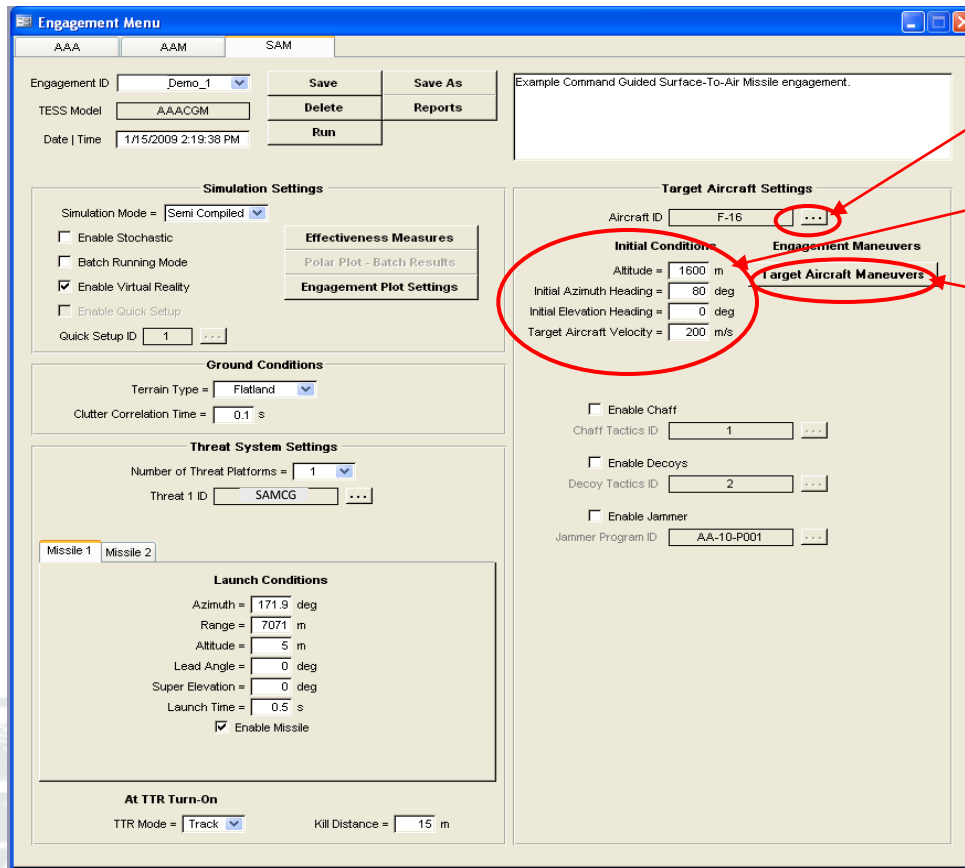 Engagement Menu
AAA AAM SAM
Engagement ID _Demo_1 Save Save As
TESS Model AAACGM Delete Reports
Date | Time 1/15/2009 2:19:38 PM Run
Example Command Guided Surface-To-Air Missile engagement.
Simulation Settings
Simulation Mode = Semi Compiled
Enable Stochastic
Batch Running Mode
Enable Virtual Reality
Enable Quick Setup
Quick Setup ID 1 ...
Effectiveness Measures
Polar Plot - Batch Results
Engagement Plot Settings
Ground Conditions
Terrain Type = Flatland
Clutter Correlation Time = 0.1 s
Threat System Settings
Number of Threat Platforms = 1
Threat 1 ID SAMCG ...
Missile 1 Missile 2
Launch Conditions
Azimuth = 171.9 deg
Range = 7071 m
Altitude = 5 m
Lead Angle = 0 deg
Super Elevation = 0 deg
Launch Time = 0.5 s
Enable Missile
At TTR Turn-On
TTR Mode = Track Kill Distance = 15 m
Target Aircraft Settings
Aircraft ID F-16 ...
Initial Conditions
Altitude = 1600 m
Initial Azimuth Heading = 80 deg
Initial Elevation Heading = 0 deg
Target Aircraft Velocity = 200 m/s
Engagement Maneuvers
Target Aircraft Maneuvers
Enable Chaff
Chaff Tactics ID 1 ...
Enable Decoys
Decoy Tactics ID 2 ...
Enable Jammer
Jammer Program ID AA-10-P001 ...